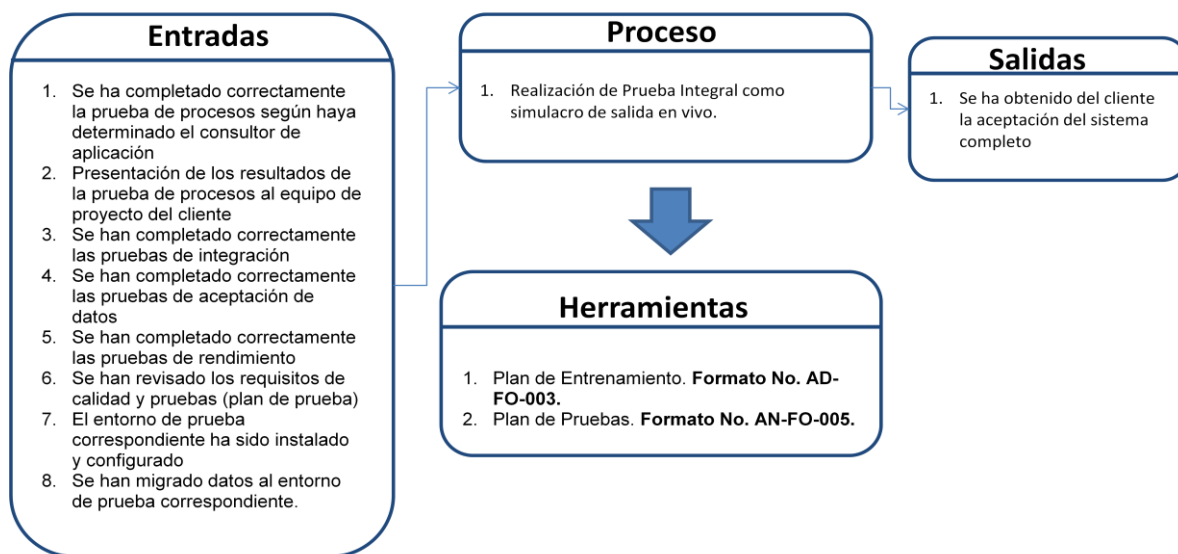 Entradas
1. Se ha completado correctamente
la prueba de procesos según haya
determinado el consultor de
aplicación
2. Presentación de los resultados de
la prueba de procesos al equipo de
proyecto del cliente
3. Se han completado correctamente
las pruebas de integración
4. Se han completado correctamente
las pruebas de aceptación de
datos
5. Se han completado correctamente
las pruebas de rendimiento
6. Se han revisado los requisitos de
calidad y pruebas (plan de prueba)
7. El entorno de prueba
correspondiente ha sido instalado
y configurado
8. Se han migrado datos al entorno
de prueba correspondiente.
Proceso
1. Realización de Prueba Integral como
simulacro de salida en vivo.
Salidas
1. Se ha obtenido del cliente
la aceptación del sistema
completo
Herramientas
1. Plan de Entrenamiento. Formato No. AD-
FO-003.
2. Plan de Pruebas. Formato No. AN-FO-005.